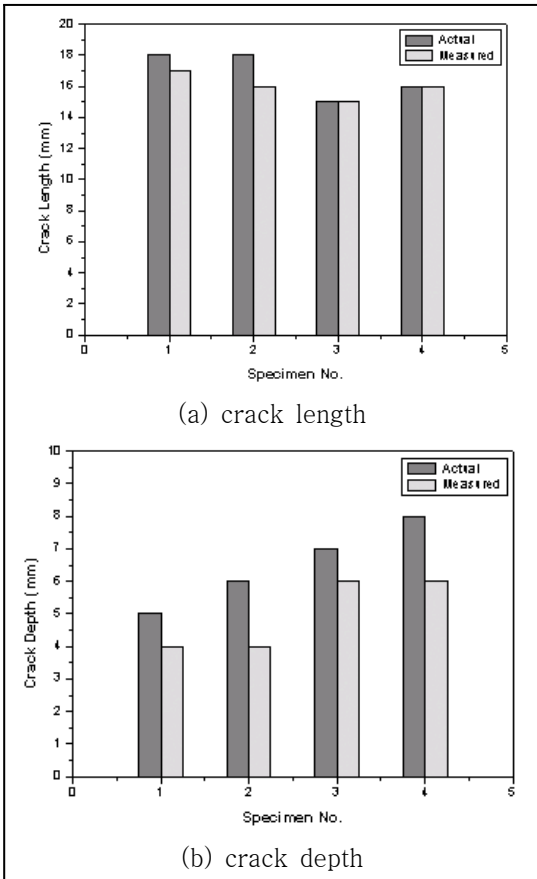 20
18
16
14
12
10
8
6
4
2
0
Crack Length (mm)
Actual
Measured
0 1 2 3 4 5
Specimen No.
(a) crack length
10
9
8
7
6
5
4
3
2
1
0
Crack Depth (mm)
Actual
Measured
0 1 2 3 4 5
Specimen No.
(b) crack depth